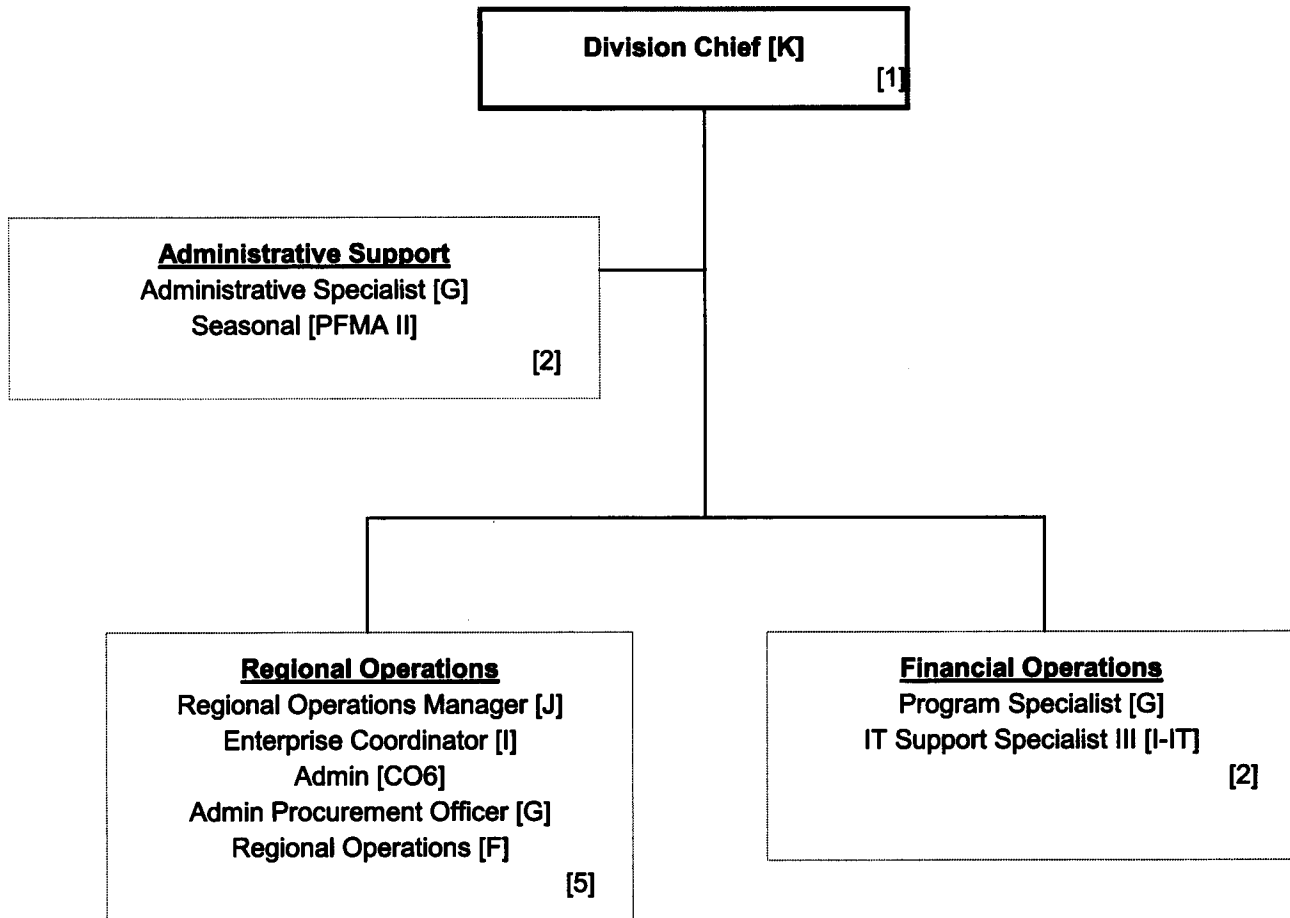 Division Chief [K]
[1]
Administrative Support
Administrative Specialist [G]
Seasonal [PFMA II]
[2]
Regional Operations
Regional Operations Manager [J]
Enterprise Coordinator [I]
Admin [CO6]
Admin Procurement Officer [G]
Regional Operations [F]
[5]
Financial Operations
Program Specialist [G]
IT Support Specialist III [I-IT]
[2]